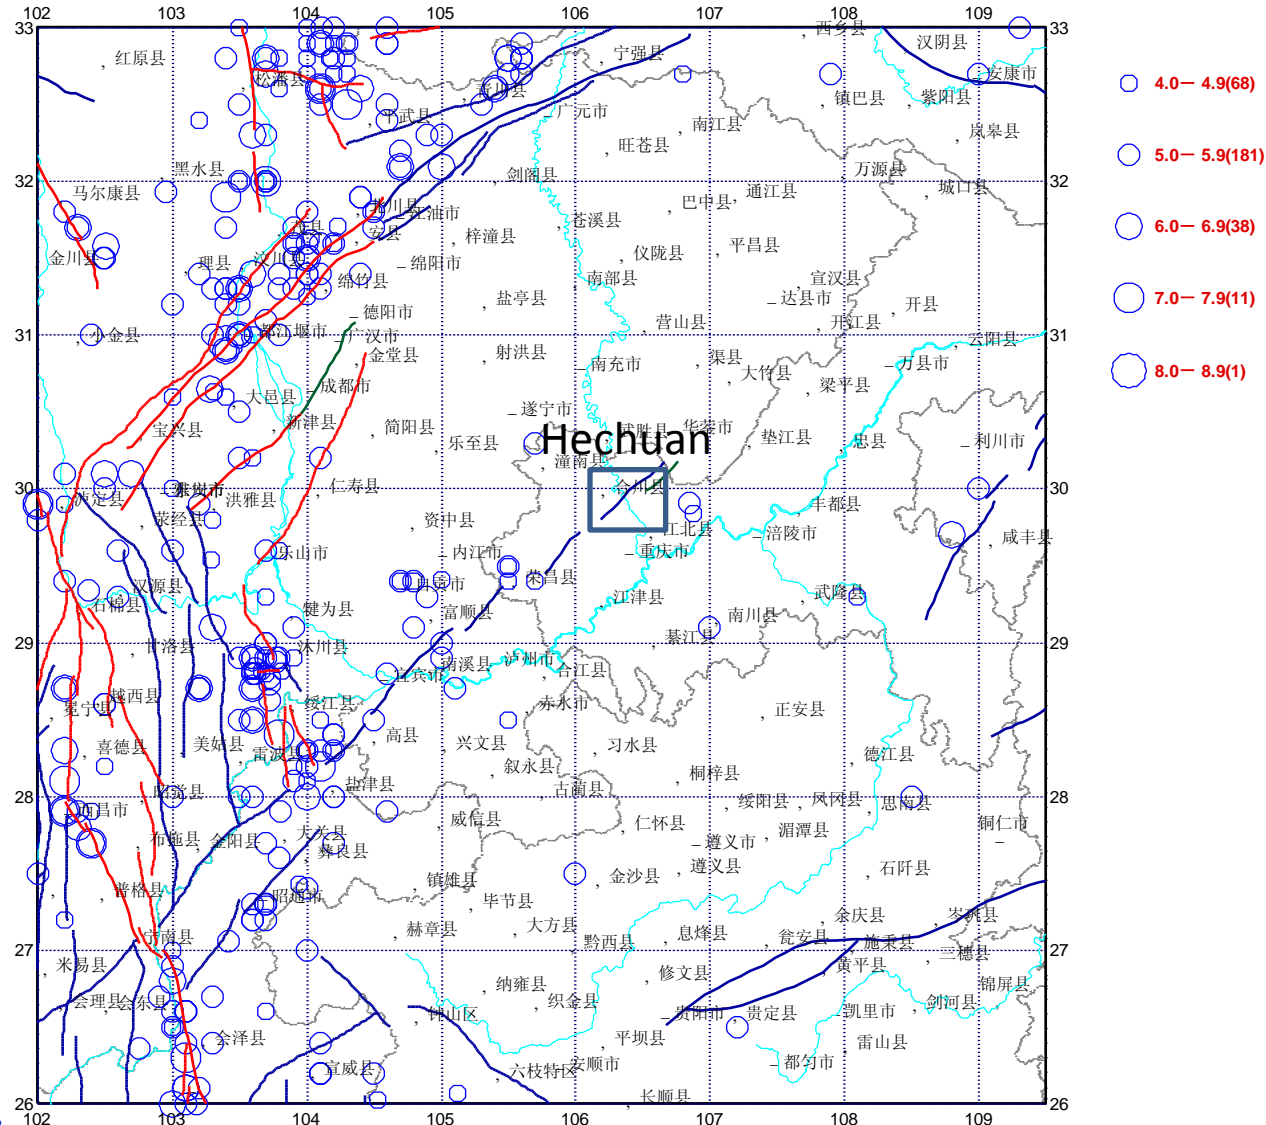 102 103 104 105 106 107 108 109
33
西乡县
汉阴县
宁强县
红原县
安康市
松潘县
青川县
镇巴县
紫阳县
4.0－ 4.9(68)
广元市
平武县
南江县
岚皋县
旺苍县
5.0－ 5.9(181)
黑水县
万源县
32
剑阁县
马尔康县
通江县
城口县
巴中县
北川县
江油市
苍溪县
6.0－ 6.9(38)
茂县
安县
梓潼县
平昌县
仪陇县
金川县
理县
汶川县
绵阳市
绵竹县
南部县
宣汉县
盐亭县
达县市
开县
7.0－ 7.9(11)
德阳市
营山县
开江县
31
小金县
都江堰市
广汉市
云阳县
金堂县
射洪县
南充市
渠县
万县市
大竹县
梁平县
8.0－ 8.9(1)
成都市
大邑县
遂宁市
新津县
简阳县
宝兴县
乐至县
武胜县
华蓥市
垫江县
忠县
利川市
Hechuan
潼南县
30
泸定县
洪雅县
仁寿县
合川县
丰都县
荥经县
资中县
江北县
涪陵市
咸丰县
乐山市
内江市
重庆市
汉源县
自贡市
荣昌县
石棉县
犍为县
富顺县
江津县
武隆县
南川县
29
甘洛县
沐川县
綦江县
南溪县
泸州市
宜宾市
合江县
越西县
冕宁县
绥江县
赤水市
正安县
喜德县
美姑县
雷波县
高县
兴文县
习水县
德江县
叙永县
盐津县
桐梓县
28
昭觉县
古蔺县
绥阳县
凤冈县
思南县
西昌市
威信县
仁怀县
湄潭县
铜仁市
布拖县
金阳县
大关县
彝良县
遵义市
遵义县
石阡县
普格县
昭通市
镇雄县
金沙县
毕节县
赫章县
大方县
余庆县
岑巩县
27
宁南县
黔西县
息烽县
瓮安县
施秉县
三穗县
米易县
修文县
黄平县
纳雍县
锦屏县
会理县
会东县
织金县
剑河县
钟山区
贵阳市
贵定县
凯里市
会泽县
平坝县
雷山县
宣威县
六枝特区
安顺市
都匀市
长顺县
26
102 103 104 105 106 107 108 109